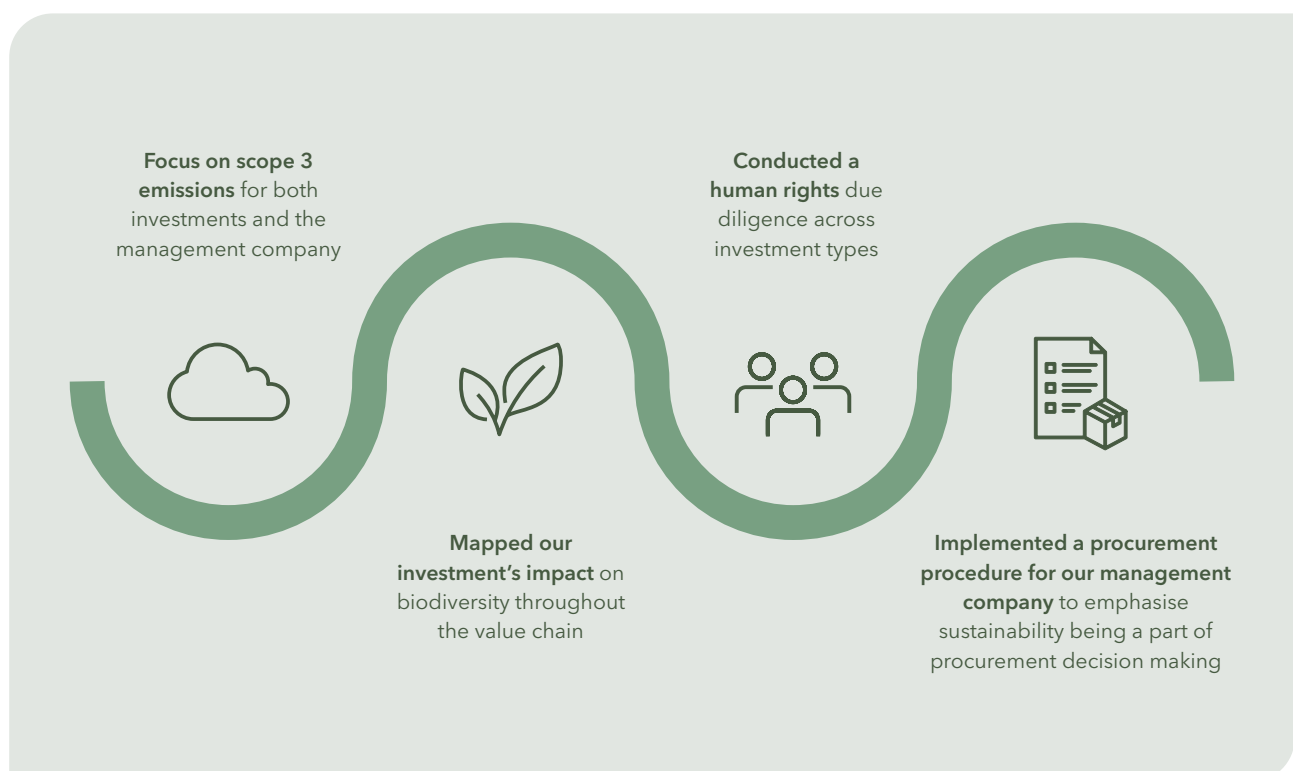 Focus on scope 3
emissions for both
investments and the
management company
Mapped our
investment's impact on
biodiversity throughout
the value chain
Conducted a
human rights due
diligence across
investment types
Implemented a procurement
procedure for our management
company to emphasise
sustainability being a part of
procurement decision making